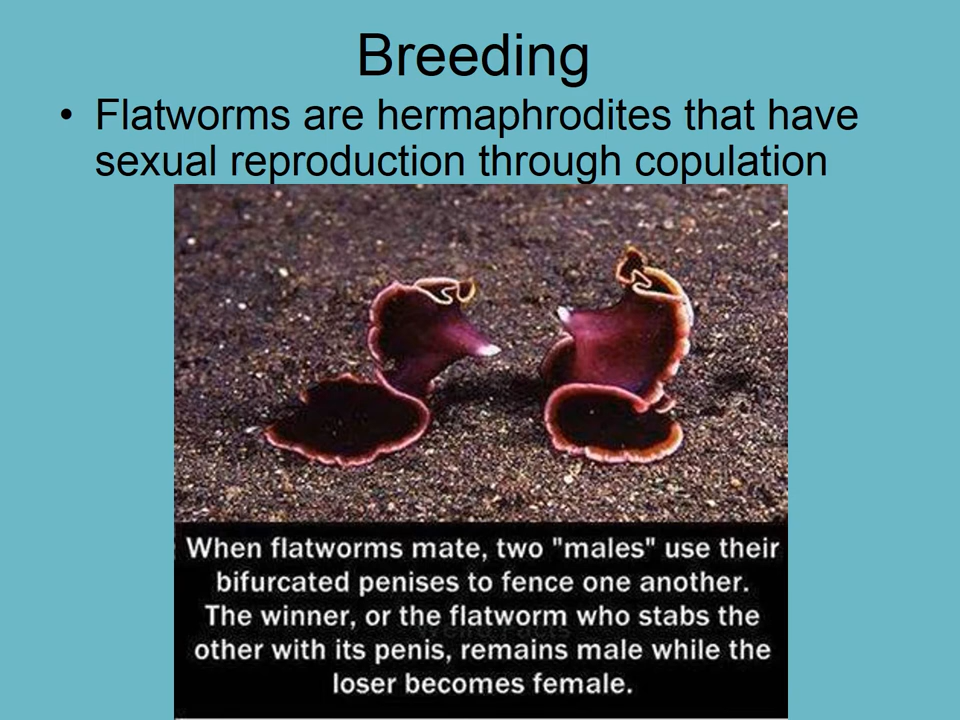 Breeding
• Flatworms are hermaphrodites that have
sexual reproduction through copulation
When flatworms mate, two "males" use their
bifurcated penises to fence one another.
The winner, or the flatworm who stabs the
other with its penis, remains male while the
loser becomes female.